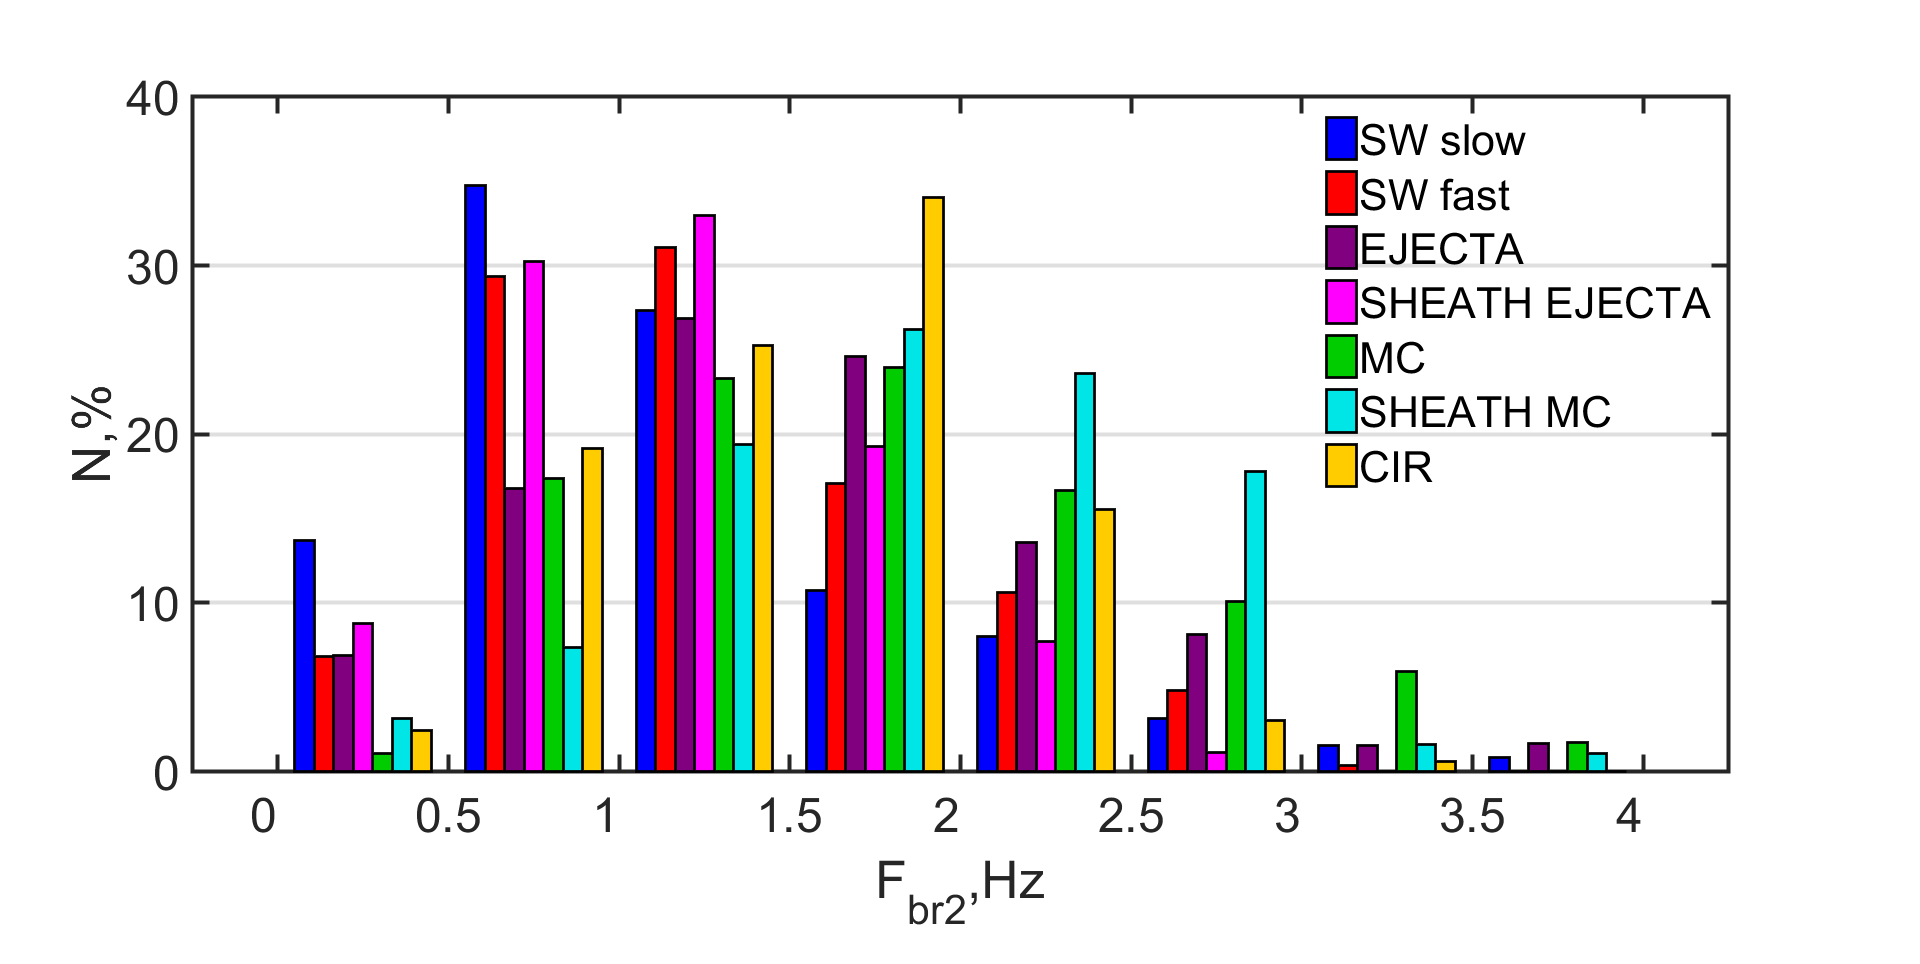 40
30
20
10
0
N,%
SW slow
SW fast
EJECTA
SHEATH EJECTA
MC
SHEATH MC
CIR
0 0.5 1 1.5 2 2.5 3 3.5 4
F_br2,Hz